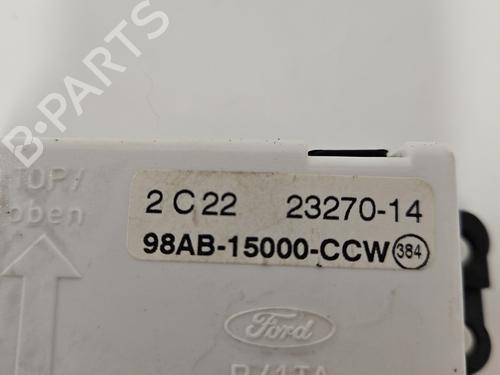 B-PARTS
TOP/
oben
2 C 22 23270-14
98AB-15000-CCW 384
Ford